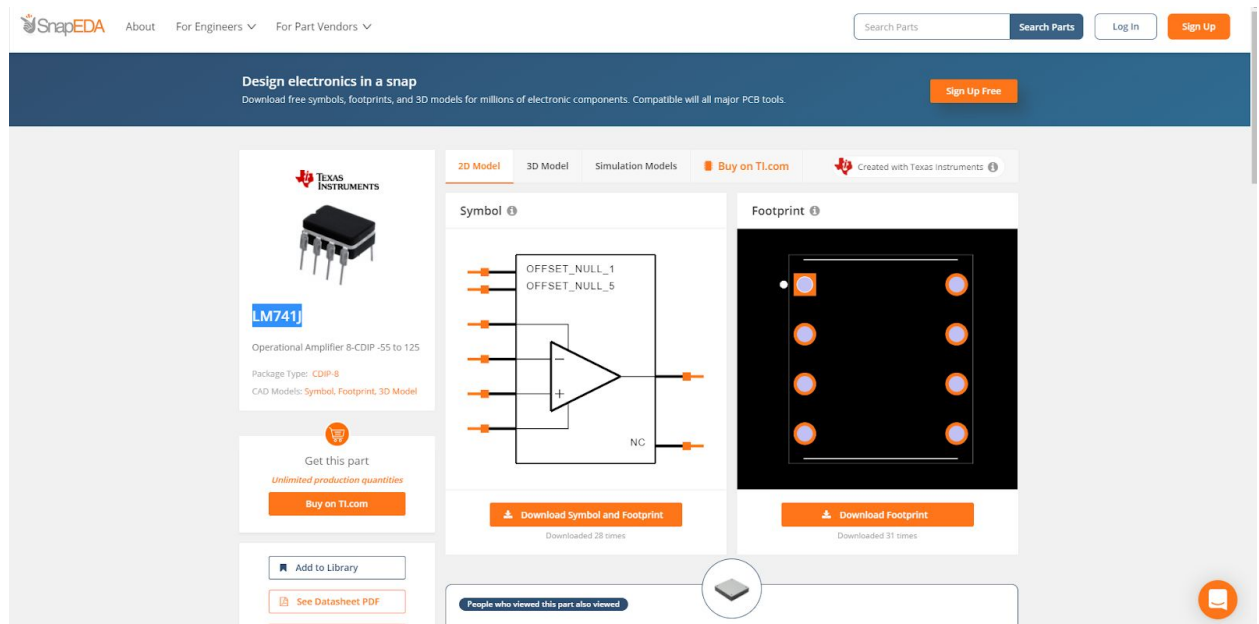 SnapEDA
About
For Engineers
For Part Vendors
Search Parts
Search Parts
Log In
Sign Up
Design electronics in a snap
Download free symbols, footprints, and 3D models for millions of electronic components. Compatible will all major PCB tools.
Sign Up Free
TEXAS
INSTRUMENTS
LM741J
Operational Amplifier 8-CDIP -55 to 125
Package Type: CDIP-8
CAD Models: Symbol, Footprint, 3D Model
Get this part
Unlimited production quantities
Buy on TI.com
Add to Library
See Datasheet PDF
2D Model
3D Model
Simulation Models
Buy on TI.com
Created with Texas Instruments
Symbol
OFFSET_NULL_1
OFFSET_NULL_5
NC
Download Symbol and Footprint
Downloaded 28 times
Footprint
Download Footprint
Downloaded 31 times
People who viewed this part also viewed